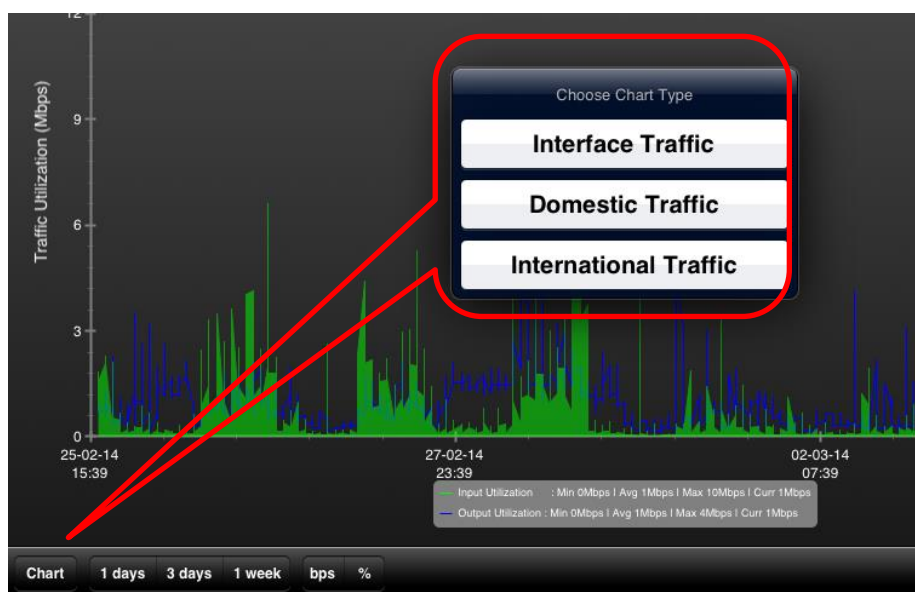 12
Traffic Utilization (Mbps)
9
6
3
0
Choose Chart Type
Interface Traffic
Domestic Traffic
International Traffic
25-02-14
15:39
27-02-14
23:39
02-03-14
07:39
Input Utilization : Min 0Mbps | Avg 1Mbps | Max 10Mbps | Curr 1Mbps
Output Utilization : Min 0Mbps | Avg 1Mbps | Max 4Mbps | Curr 1Mbps
Chart 1 days 3 days 1 week bps %